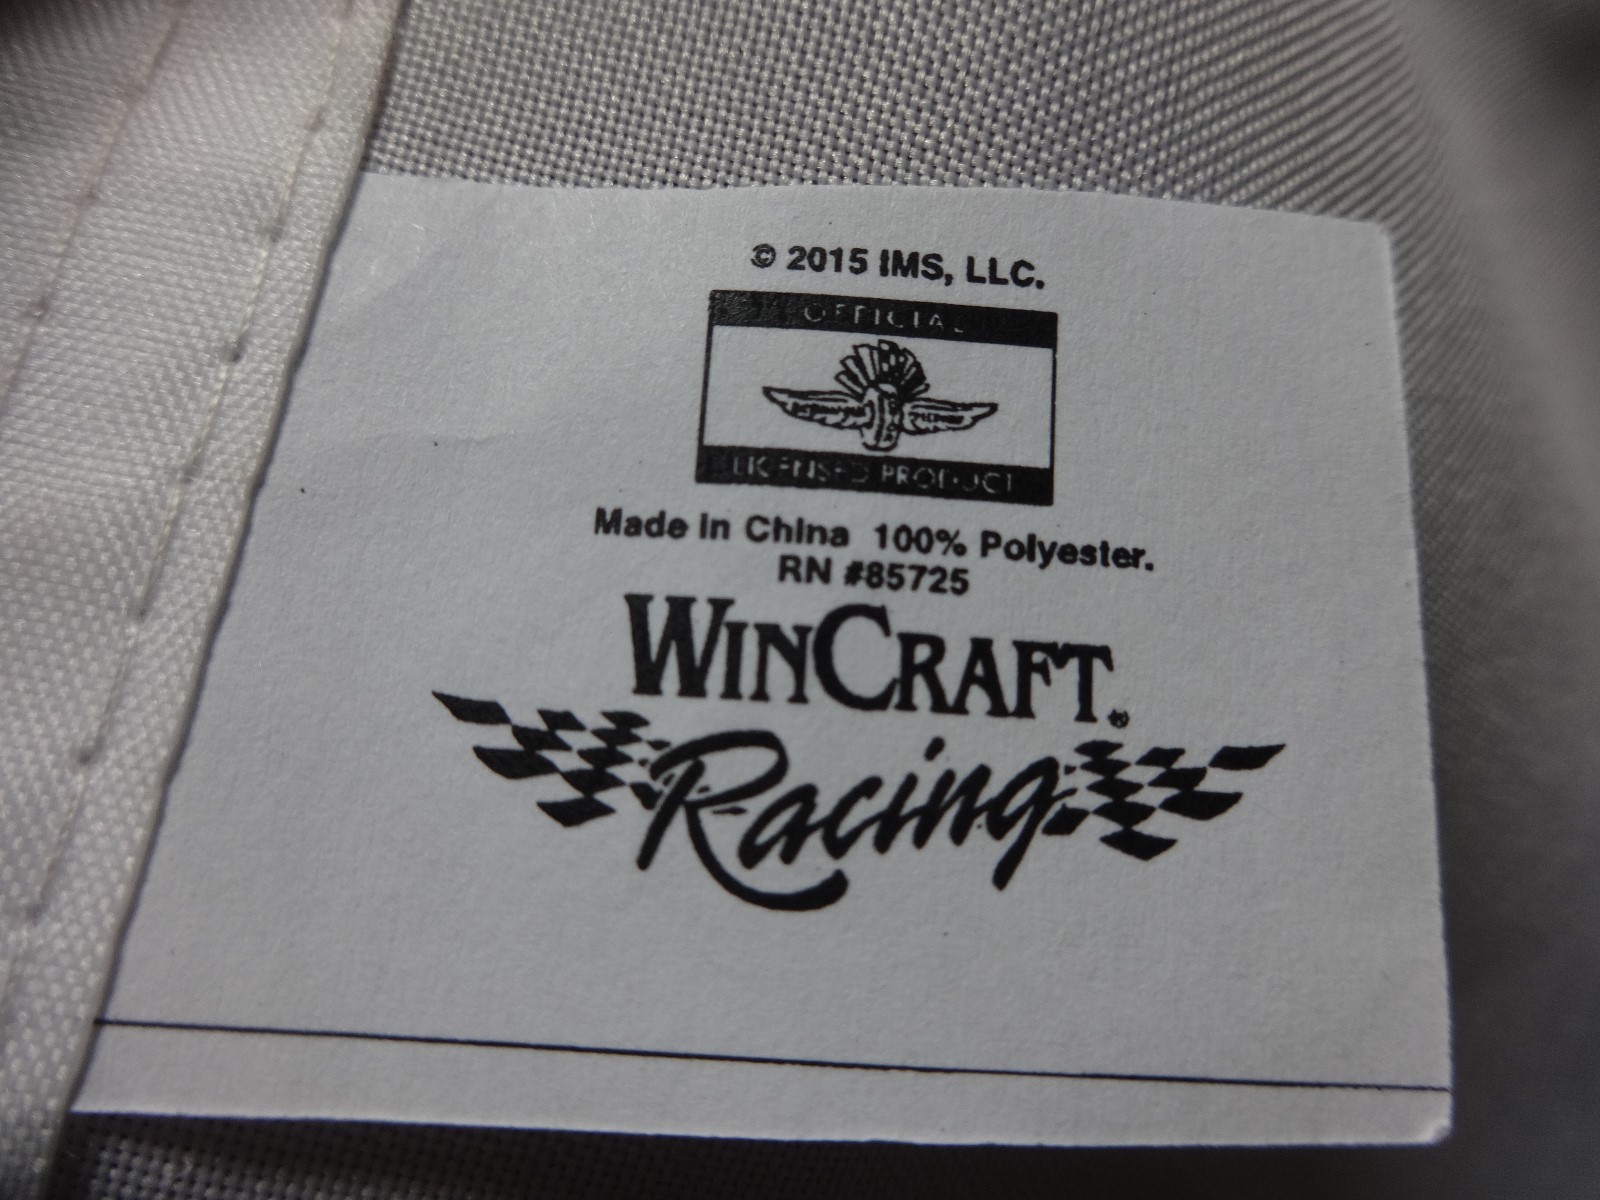 © 2015 IMS, LLC.
OFFICIAL
LICENSED PRODUCT
Made In China 100% Polyester.
RN #85725
WINCRAFT®
Racing